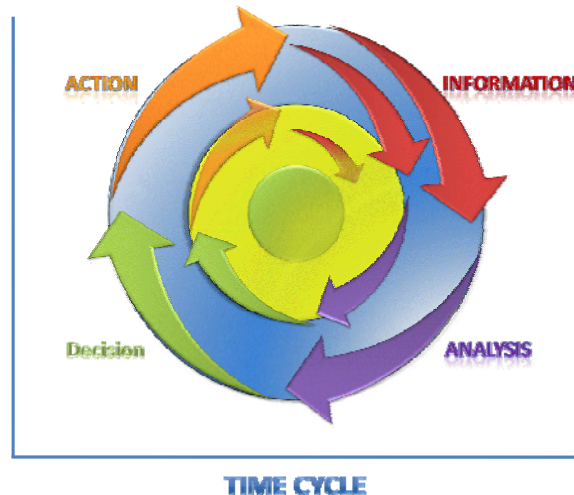 ACTION
INFORMATION
Decision
ANALYSIS
TIME CYCLE